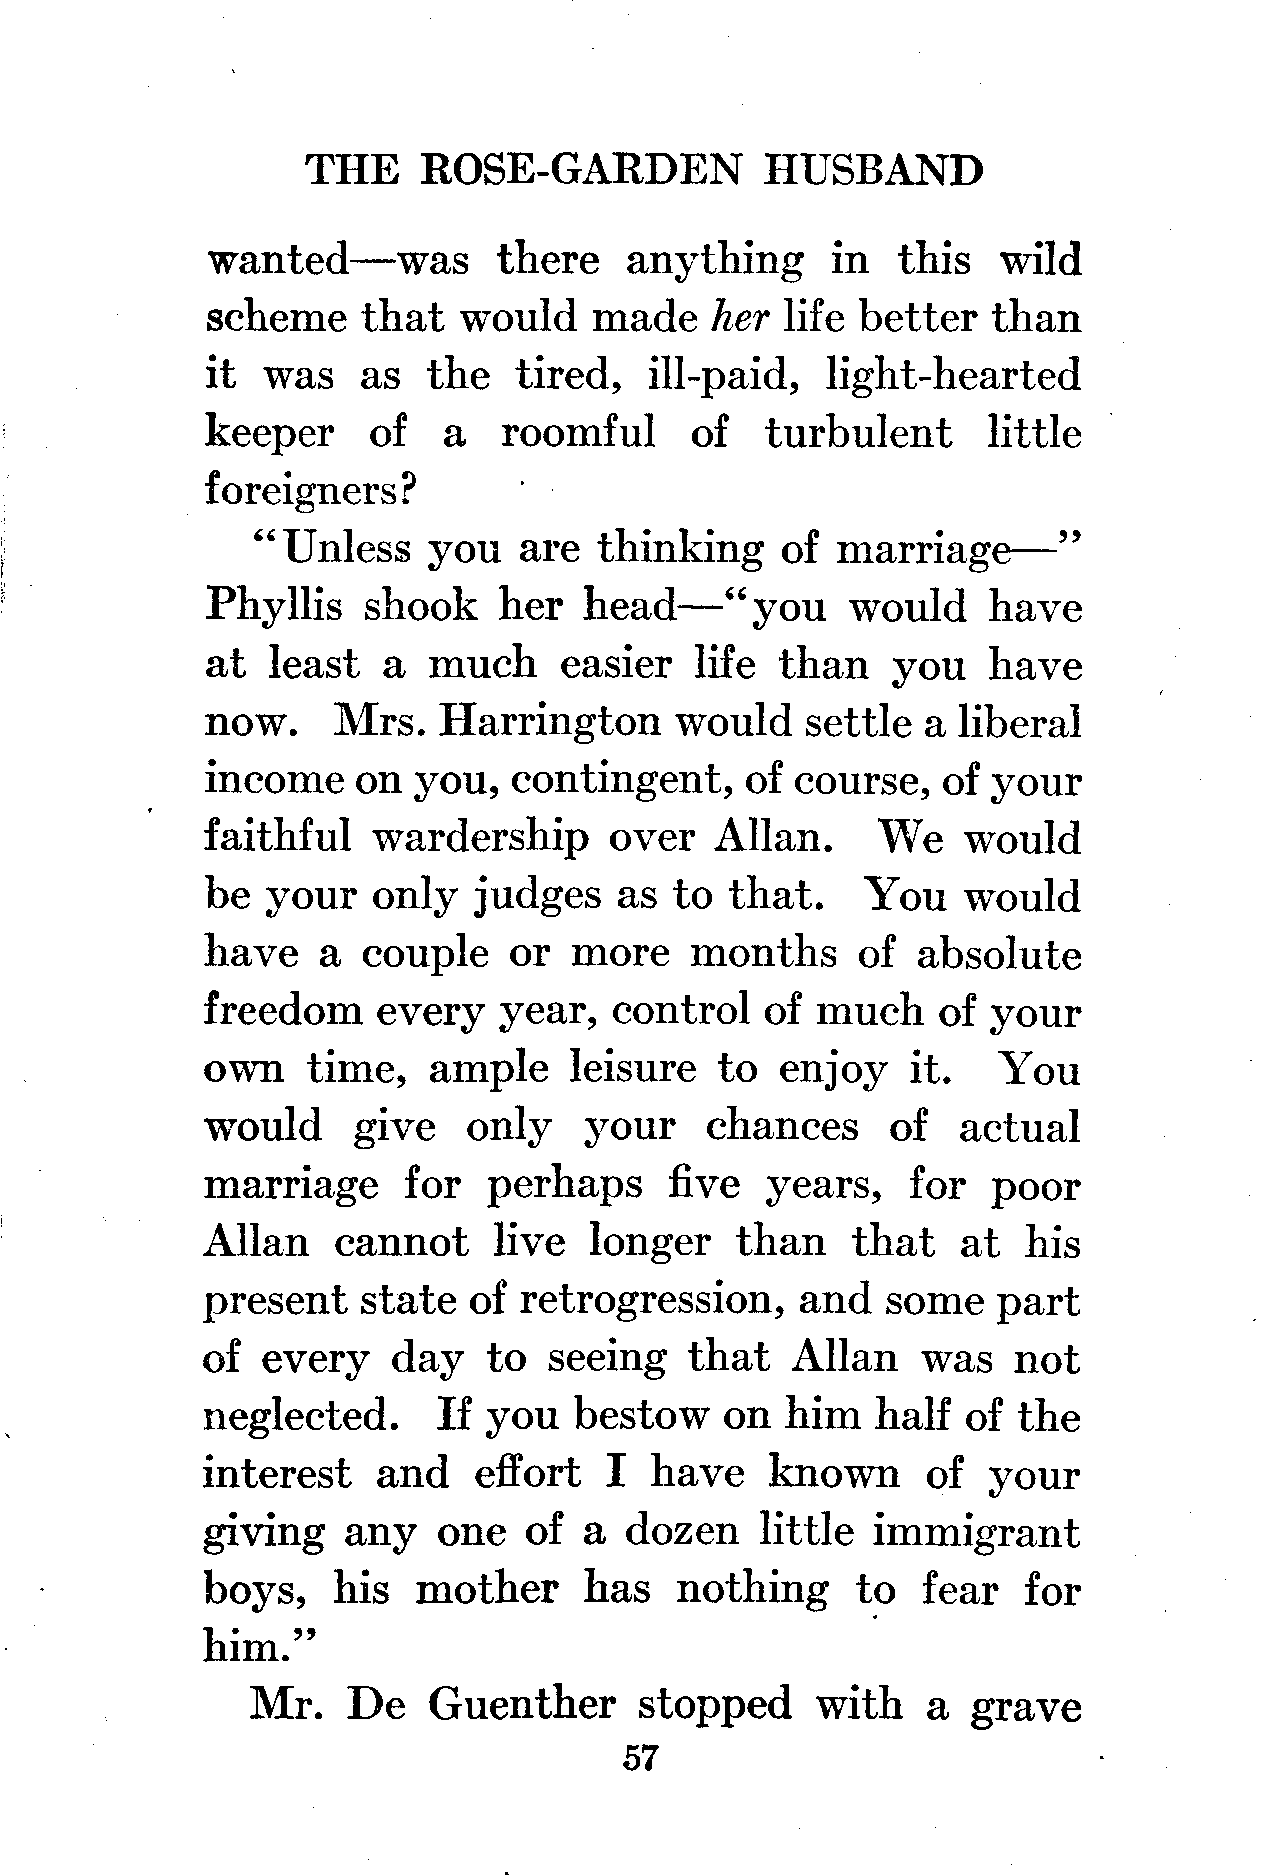 THE ROSE-GARDEN HUSBAND
wanted—was there anything in this wild
scheme that would made her life better than
it was as the tired, ill-paid, light-hearted
keeper of a roomful of turbulent little
foreigners?
“Unless you are thinking of marriage—”
Phyllis shook her head—“you would have
at least a much easier life than you have
now. Mrs. Harrington would settle a liberal
income on you, contingent, of course, of your
faithful wardership over Allan. We would
be your only judges as to that. You would
have a couple or more months of absolute
freedom every year, control of much of your
own time, ample leisure to enjoy it. You
would give only your chances of actual
marriage for perhaps five years, for poor
Allan cannot live longer than that at his
present state of retrogression, and some part
of every day to seeing that Allan was not
neglected. If you bestow on him half of the
interest and effort I have known of your
giving any one of a dozen little immigrant
boys, his mother has nothing to fear for
him.”
Mr. De Guenther stopped with a grave
57